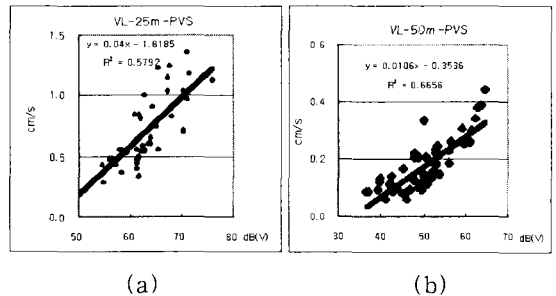 VL-25m-PVS
1.5
y = 0.04x - 1.6185
R² = 0.5792
1.0
cm/s
0.5
0.0
50 60 70 80 dB(V)
(a)
VL-50m-PVS
0.6
y = 0.0106x - 0.3536
R² = 0.6656
0.4
cm/s
0.2
0.0
30 40 50 60 70 dB(V)
(b)